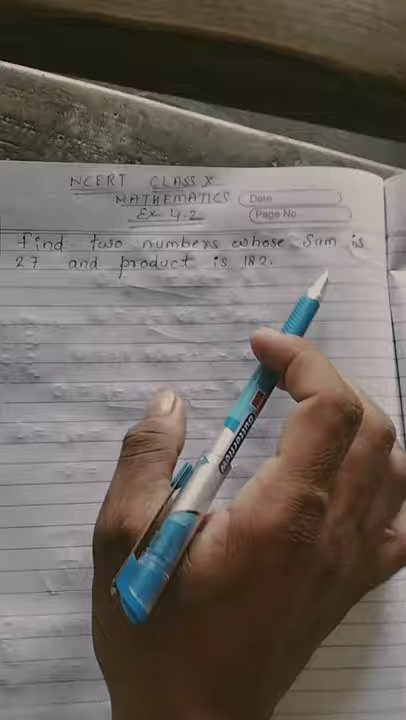 NCERT CLASS X
MATHEMATICS
Ex 4.2
Date
Page No
find two numbers whose sum is
27 and product is 182.
butterflow